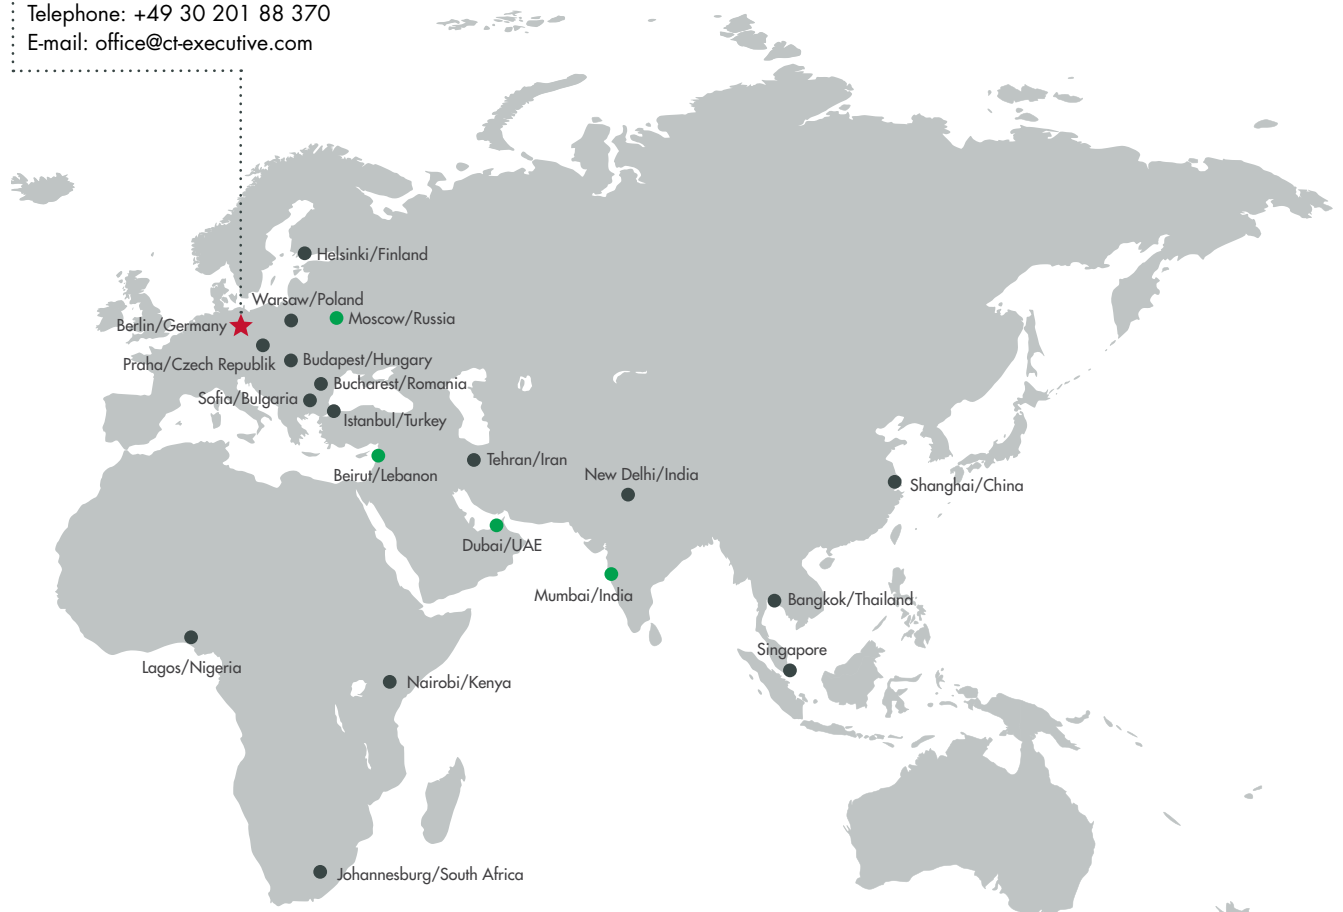 Telephone: +49 30 201 88 370
E-mail: office@ct-executive.com
Helsinki/Finland
Warsaw/Poland
Moscow/Russia
Berlin/Germany
Praha/Czech Republik
Budapest/Hungary
Bucharest/Romania
Sofia/Bulgaria
Istanbul/Turkey
Beirut/Lebanon
Tehran/Iran
New Delhi/India
Shanghai/China
Dubai/UAE
Mumbai/India
Bangkok/Thailand
Singapore
Lagos/Nigeria
Nairobi/Kenya
Johannesburg/South Africa